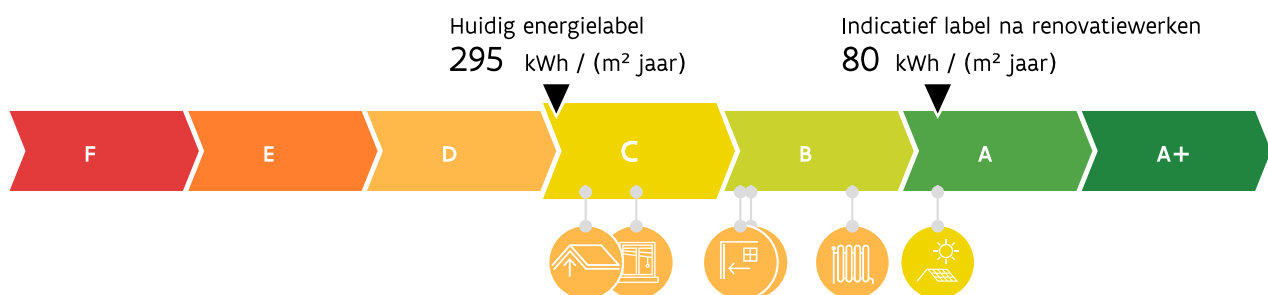 Huidig energielabel
295 kWh / (m² jaar)
Indicatief label na renovatiewerken
80 kWh / (m² jaar)
F E D C B A A+